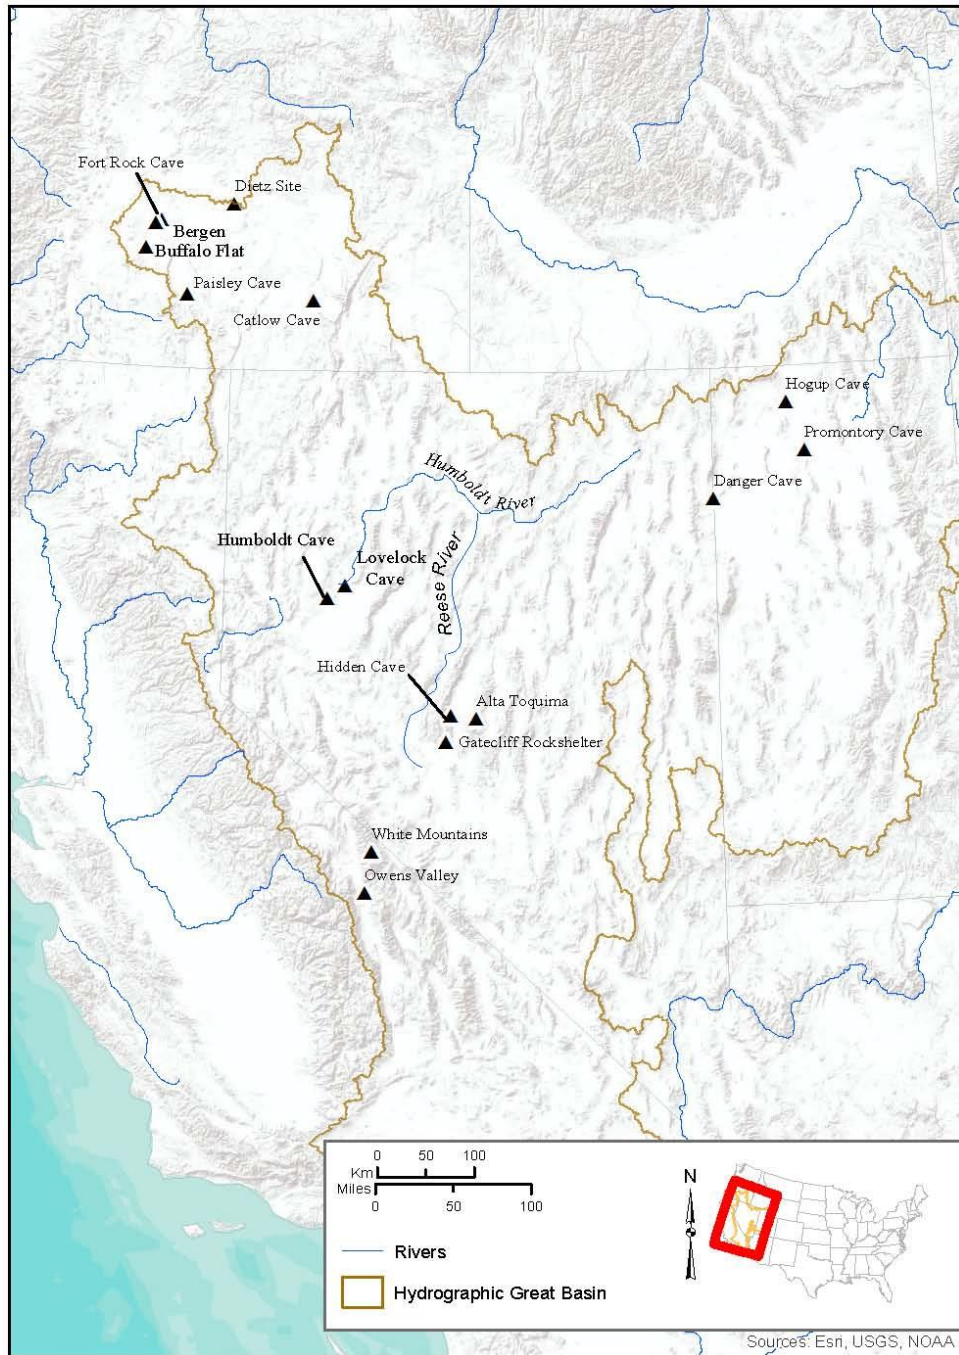 Fort Rock Cave
Dietz Site
Bergen
Buffalo Flat
Paisley Cave
Catlow Cave
Hogup Cave
Promontory Cave
Danger Cave
Humboldt River
Reese River
Humboldt Cave
Lovelock
Cave
Hidden Cave
Alta Toquima
Gatecliff Rockshelter
White Mountains
Owens Valley
0 50 100
Km
Miles
0 50 100
N
Rivers
Hydrographic Great Basin
Sources: Esri, USGS, NOAA